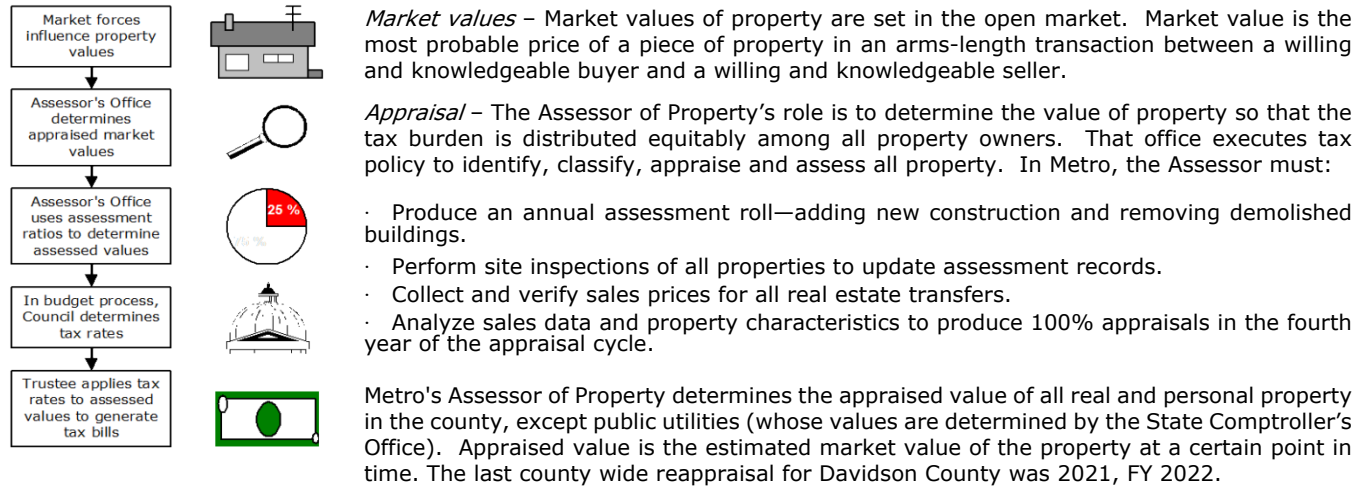 Market forces
influence property
values
Assessor's Office
determines
appraised market
values
Assessor's Office
uses assessment
ratios to determine
assessed values
In budget process,
Council determines
tax rates
Trustee applies tax
rates to assessed
values to generate
tax bills
25 %
Market values – Market values of property are set in the open market. Market value is the
most probable price of a piece of property in an arms-length transaction between a willing
and knowledgeable buyer and a willing and knowledgeable seller.
Appraisal – The Assessor of Property’s role is to determine the value of property so that the
tax burden is distributed equitably among all property owners. That office executes tax
policy to identify, classify, appraise and assess all property. In Metro, the Assessor must:
· Produce an annual assessment roll—adding new construction and removing demolished
buildings.
· Perform site inspections of all properties to update assessment records.
· Collect and verify sales prices for all real estate transfers.
· Analyze sales data and property characteristics to produce 100% appraisals in the fourth
year of the appraisal cycle.
Metro's Assessor of Property determines the appraised value of all real and personal property
in the county, except public utilities (whose values are determined by the State Comptroller’s
Office). Appraised value is the estimated market value of the property at a certain point in
time. The last county wide reappraisal for Davidson County was 2021, FY 2022.